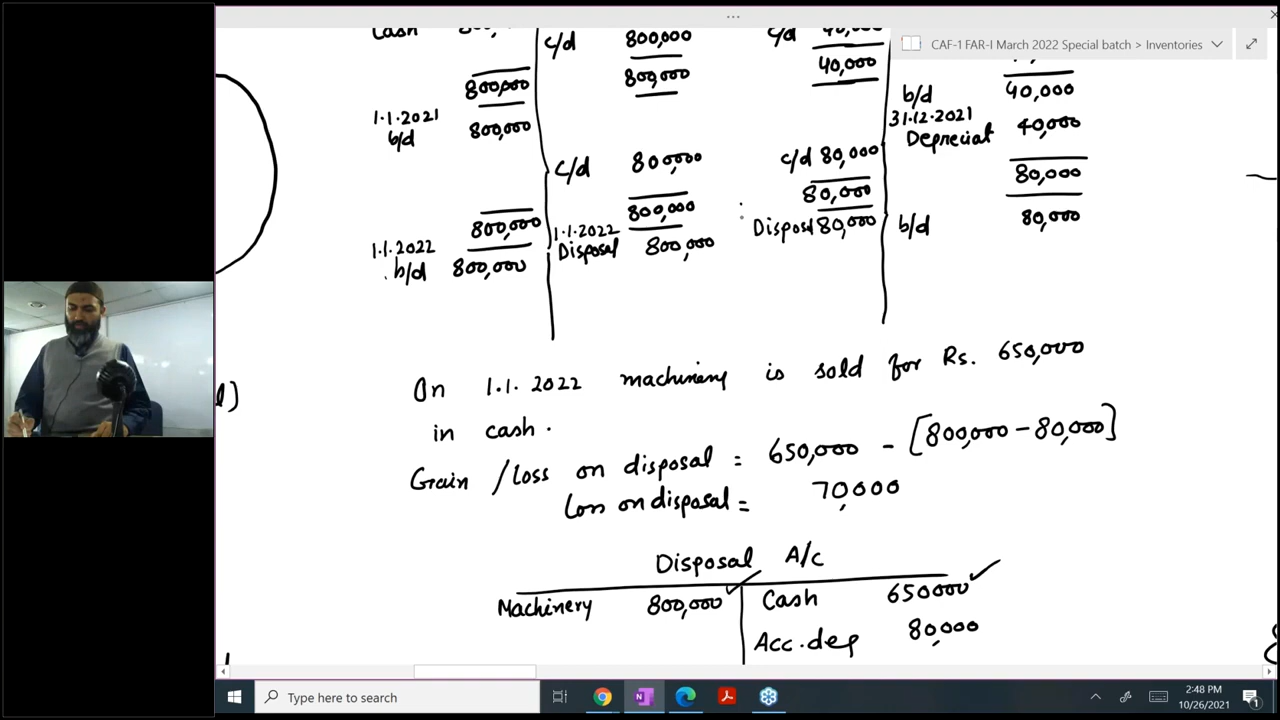 CAF-1 FAR-I March 2022 Special batch > Inventories
Cash
c/d 800,000
c/d 40,000
800,000
800,000
40,000
b/d 40,000
1.1.2021
b/d 800,000
31.12.2021
Depreciat 40,000
c/d 800,000
c/d 80,000
80,000
800,000
800,000
80,000
1.1.2022
b/d 800,000
1.1.2022
Disposal 800,000
Disposal 80,000
b/d 80,000
On 1.1.2022 machinery is sold for Rs. 650,000
in cash.
Gain / loss on disposal = 650,000 - [800,000 - 80,000]
Loss on disposal = 70,000
Disposal A/c
Machinery 800,000
Cash 650000
Acc.dep 80,000
Type here to search
2:48 PM
10/26/2021
1